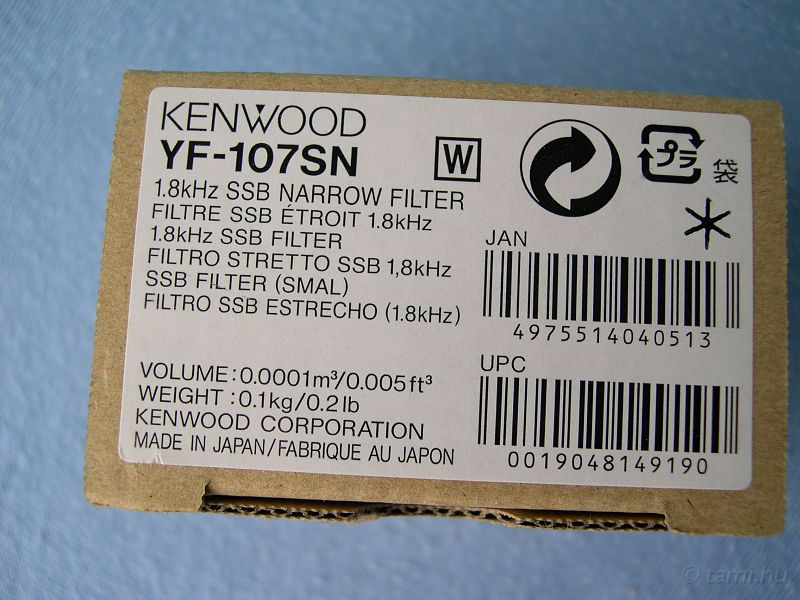 KENWOOD
YF-107SN
W
プラ
袋
1.8kHz SSB NARROW FILTER
FILTRE SSB ÉTROIT 1.8kHz
1.8kHz SSB FILTER
FILTRO STRETTO SSB 1,8kHz
SSB FILTER (SMAL)
FILTRO SSB ESTRECHO (1.8kHz)
JAN
4975514040513
UPC
0019048149190
VOLUME:0.0001m³/0.005ft³
WEIGHT:0.1kg/0.2lb
KENWOOD CORPORATION
MADE IN JAPAN/FABRIQUE AU JAPON
© tami.hu